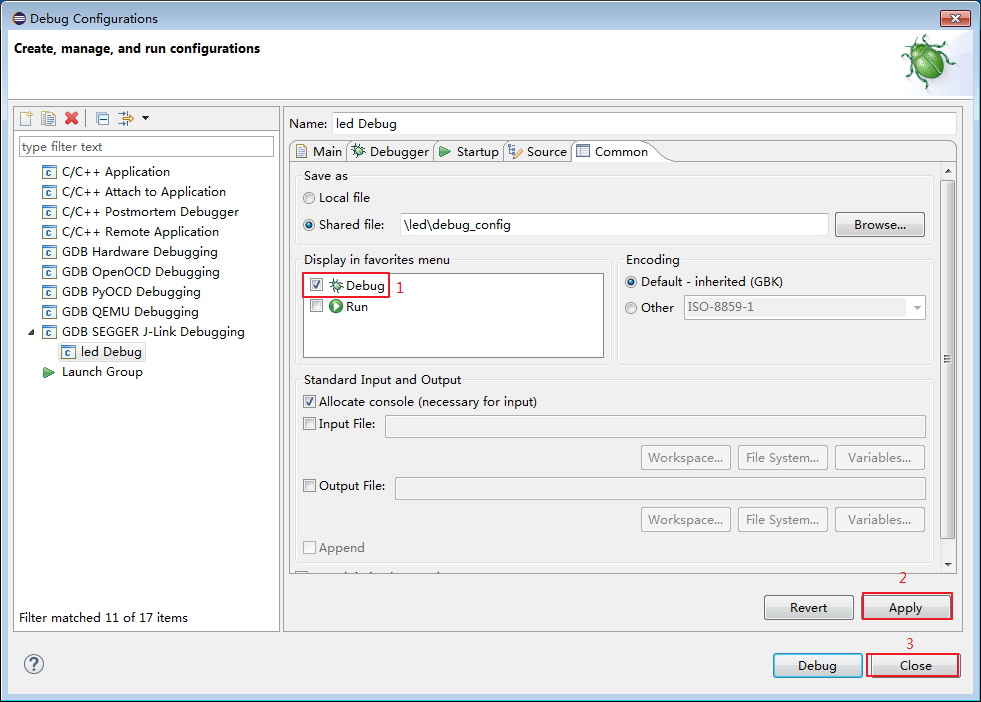 Debug Configurations
Create, manage, and run configurations
type filter text
C/C++ Application
C/C++ Attach to Application
C/C++ Postmortem Debugger
C/C++ Remote Application
GDB Hardware Debugging
GDB OpenOCD Debugging
GDB PyOCD Debugging
GDB QEMU Debugging
GDB SEGGER J-Link Debugging
led Debug
Launch Group
Filter matched 11 of 17 items
Name: led Debug
Main Debugger Startup Source Common
Save as
Local file
Shared file: \led\debug_config Browse...
Display in favorites menu
Debug 1
Run
Encoding
Default - inherited (GBK)
Other ISO-8859-1
Standard Input and Output
Allocate console (necessary for input)
Input File:
Workspace... File System... Variables...
Output File:
Workspace... File System... Variables...
Append
2
Revert Apply
3
Debug Close